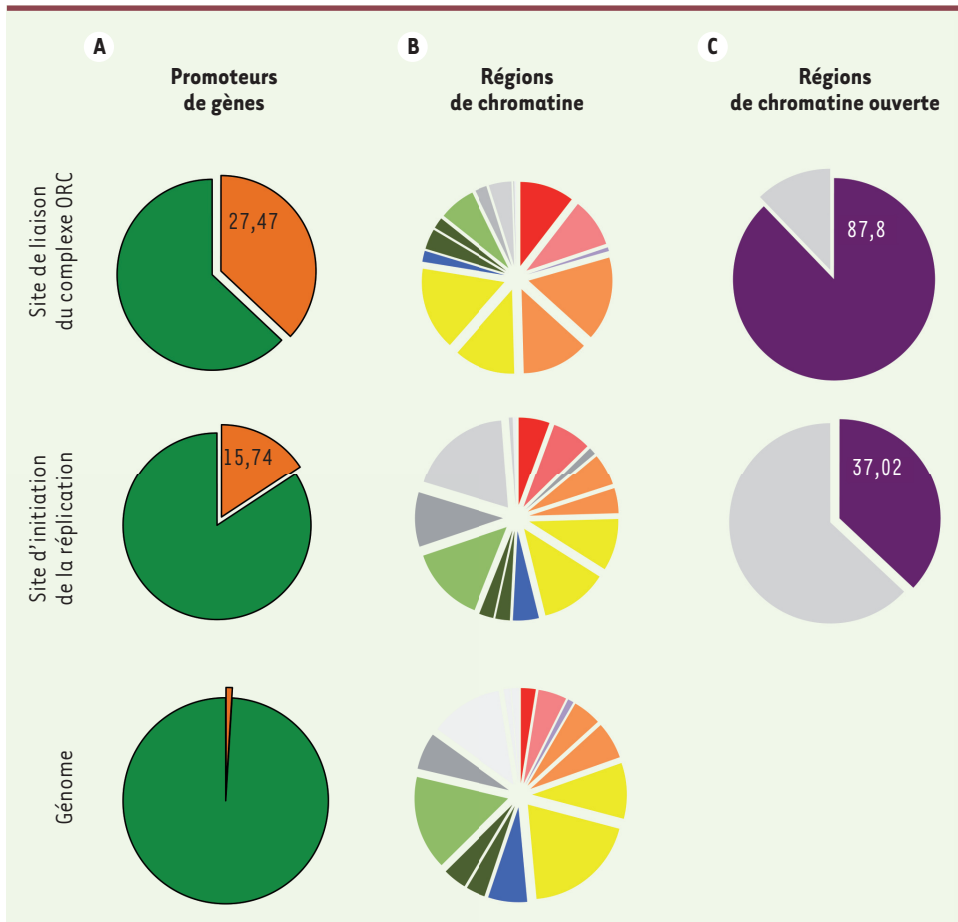 A
Promoteurs
de gènes
B
Régions
de chromatine
C
Régions
de chromatine ouverte
Site de liaison
du complexe ORC
27,47
87,8
Site d'initiation
de la réplication
15,74
37,02
Génome